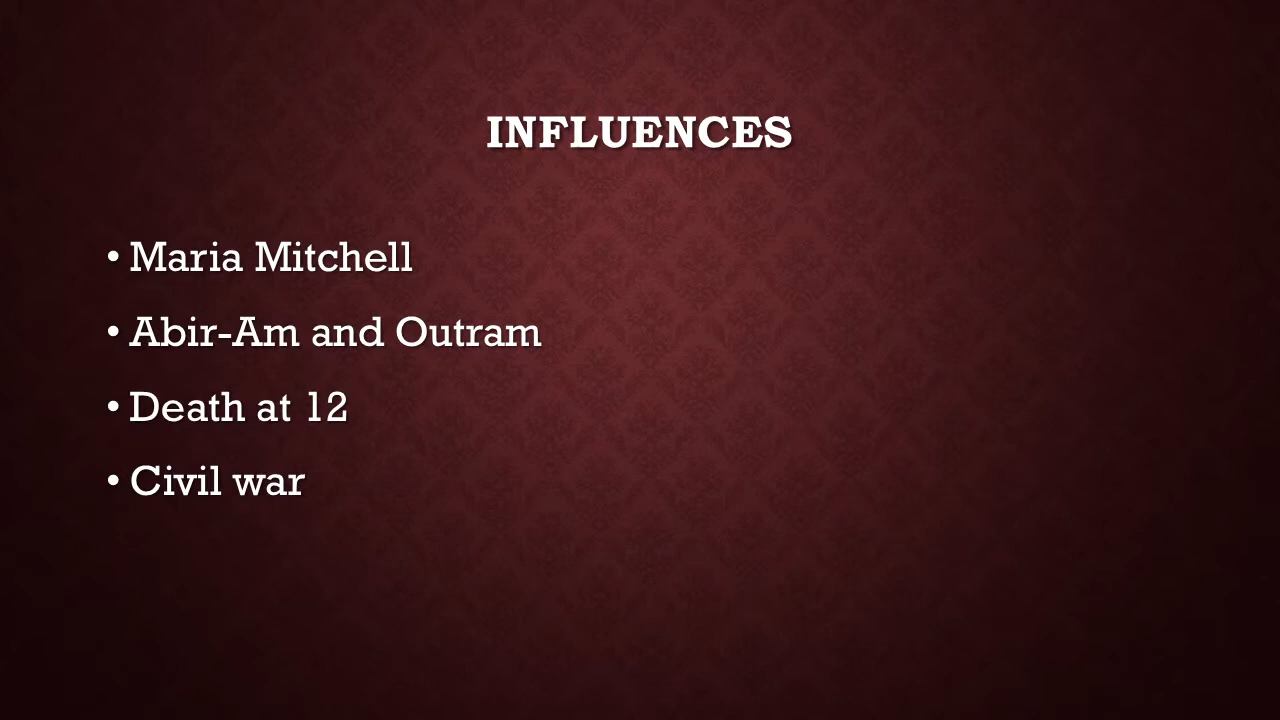 INFLUENCES
• Maria Mitchell
• Abir-Am and Outram
• Death at 12
• Civil war